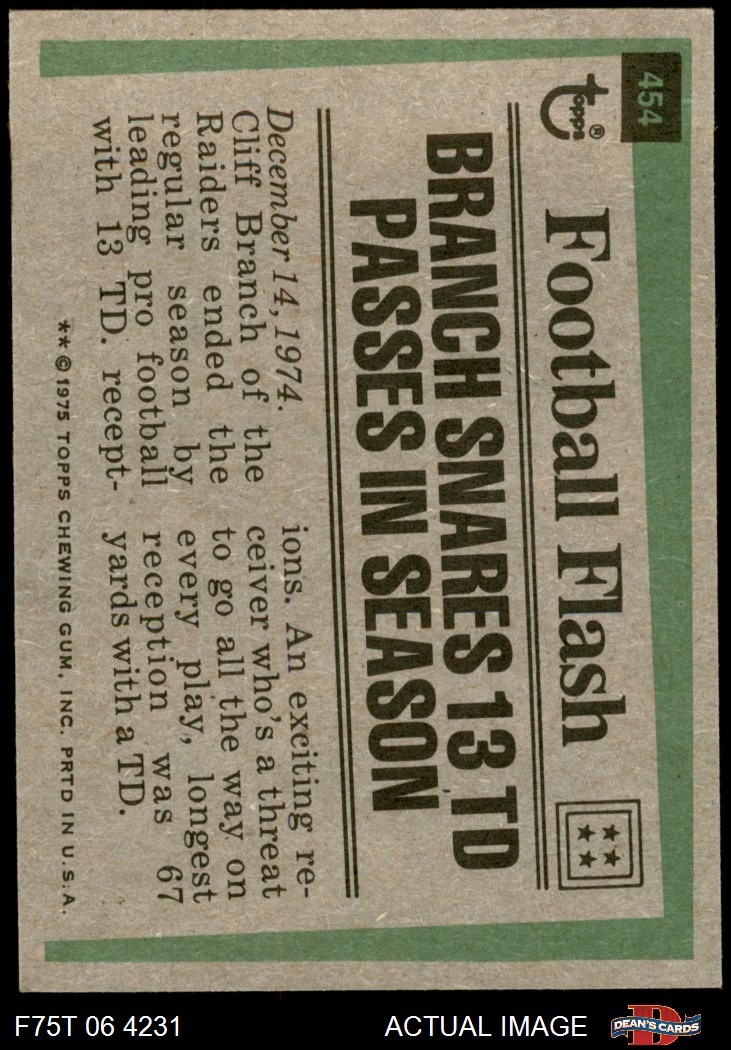 454
topps®
Football Flash
BRANCH SNARES 13 TD
PASSES IN SEASON
December 14, 1974.
Cliff Branch of the
Raiders ended the
regular season by
leading pro football
with 13 TD. recept-
ions. An exciting re-
ceiver who's a threat
to go all the way on
every play, longest
reception was 67
yards with a TD.
**©1975 TOPPS CHEWING GUM, INC. PRTD IN U.S.A.
F75T 06 4231
ACTUAL IMAGE
D
DEAN'S CARDS